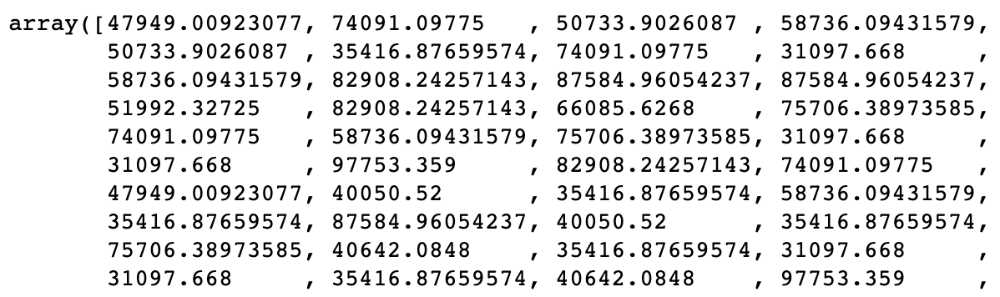 array([47949.00923077, 74091.09775   , 50733.9026087 , 58736.09431579,
       50733.9026087 , 35416.87659574, 74091.09775   , 31097.668     ,
       58736.09431579, 82908.24257143, 87584.96054237, 87584.96054237,
       51992.32725   , 82908.24257143, 66085.6268    , 75706.38973585,
       74091.09775   , 58736.09431579, 75706.38973585, 31097.668     ,
       31097.668     , 97753.359     , 82908.24257143, 74091.09775   ,
       47949.00923077, 40050.52      , 35416.87659574, 58736.09431579,
       35416.87659574, 87584.96054237, 40050.52      , 35416.87659574,
       75706.38973585, 40642.0848    , 35416.87659574, 31097.668     ,
       31097.668     , 35416.87659574, 40642.0848    , 97753.359     ,